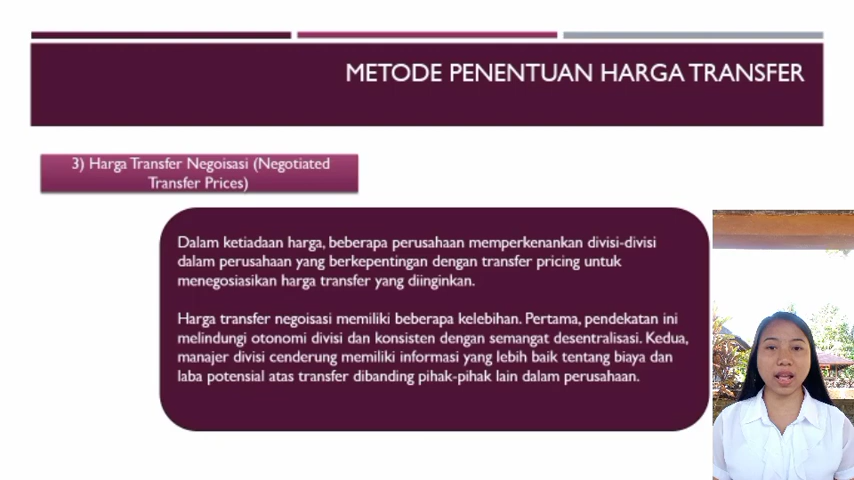 METODE PENENTUAN HARGA TRANSFER
3) Harga Transfer Negoisasi (Negotiated
Transfer Prices)
Dalam ketiadaan harga, beberapa perusahaan memperkenankan divisi-divisi
dalam perusahaan yang berkepentingan dengan transfer pricing untuk
menegosiasikan harga transfer yang diinginkan.
Harga transfer negoisasi memiliki beberapa kelebihan. Pertama, pendekatan ini
melindungi otonomi divisi dan konsisten dengan semangat desentralisasi. Kedua,
manajer divisi cenderung memiliki informasi yang lebih baik tentang biaya dan
laba potensial atas transfer dibanding pihak-pihak lain dalam perusahaan.